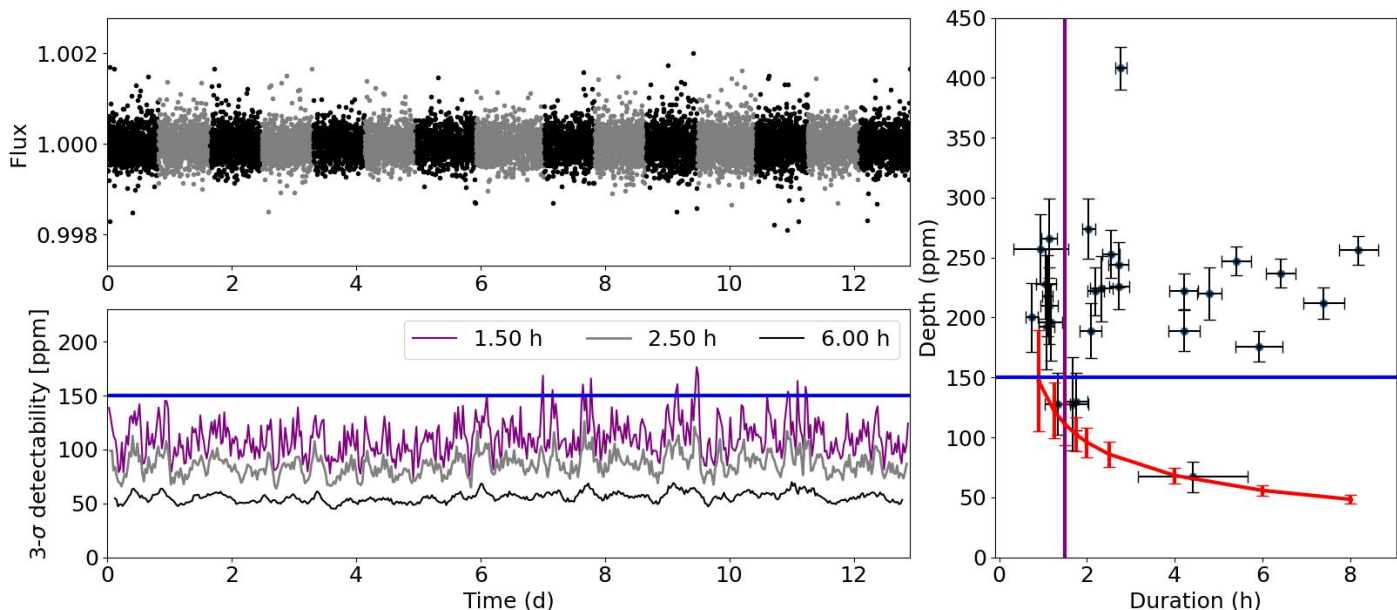 1.002
1.000
0.998
Flux
0 2 4 6 8 10 12
1.50 h 2.50 h 6.00 h
200
150
100
50
0
3-σ detectability [ppm]
0 2 4 6 8 10 12
Time (d)
450
400
350
300
250
200
150
100
50
0
Depth (ppm)
0 2 4 6 8
Duration (h)